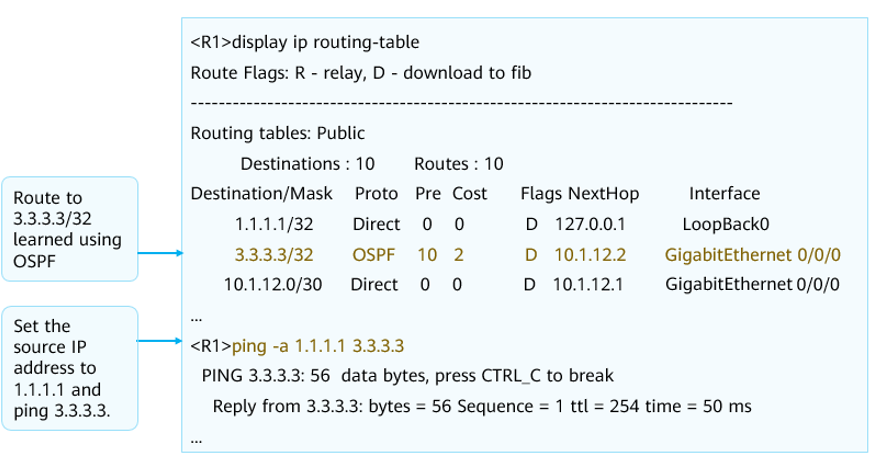 <R1>display ip routing-table
Route Flags: R - relay, D - download to fib
------------------------------------------------------------------------------
Routing tables: Public
Destinations : 10 Routes : 10
Destination/Mask Proto Pre Cost Flags NextHop Interface
1.1.1.1/32 Direct 0 0 D 127.0.0.1 LoopBack0
3.3.3.3/32 OSPF 10 2 D 10.1.12.2 GigabitEthernet 0/0/0
10.1.12.0/30 Direct 0 0 D 10.1.12.1 GigabitEthernet 0/0/0
...
<R1>ping -a 1.1.1.1 3.3.3.3
PING 3.3.3.3: 56 data bytes, press CTRL_C to break
Reply from 3.3.3.3: bytes = 56 Sequence = 1 ttl = 254 time = 50 ms
...
Route to
3.3.3.3/32
learned using
OSPF
Set the
source IP
address to
1.1.1.1 and
ping 3.3.3.3.